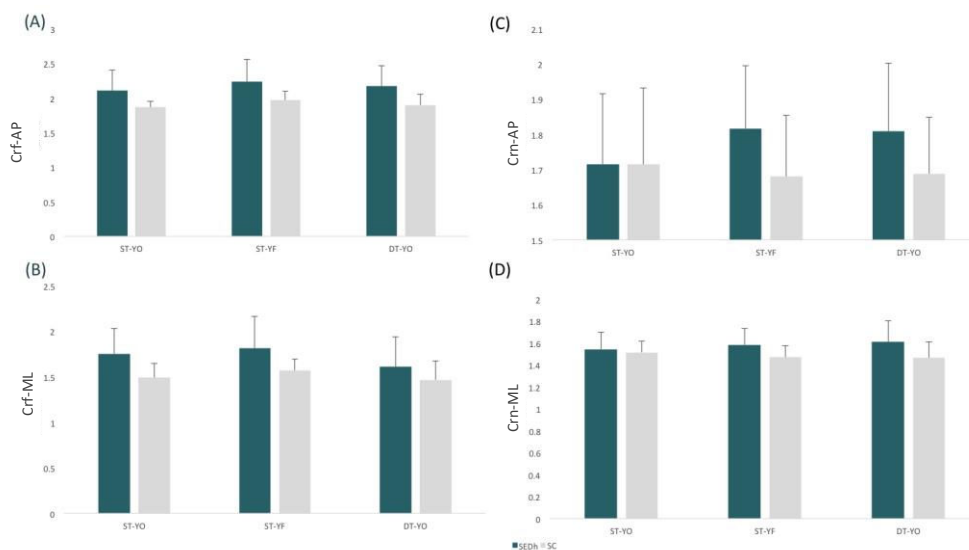 (A)
3
2.5
2
1.5
1
0.5
0
Crf-AP
ST-YO ST-YF DT-YO
(B)
2.5
2
1.5
1
0.5
0
Crf-ML
ST-YO ST-YF DT-YO
(C)
2.1
2
1.9
1.8
1.7
1.6
1.5
Crn-AP
ST-YO ST-YF DT-YO
(D)
2
1.8
1.6
1.4
1.2
1
0.8
0.6
0.4
0.2
0
Crn-ML
ST-YO ST-YF DT-YO
SEDh SC